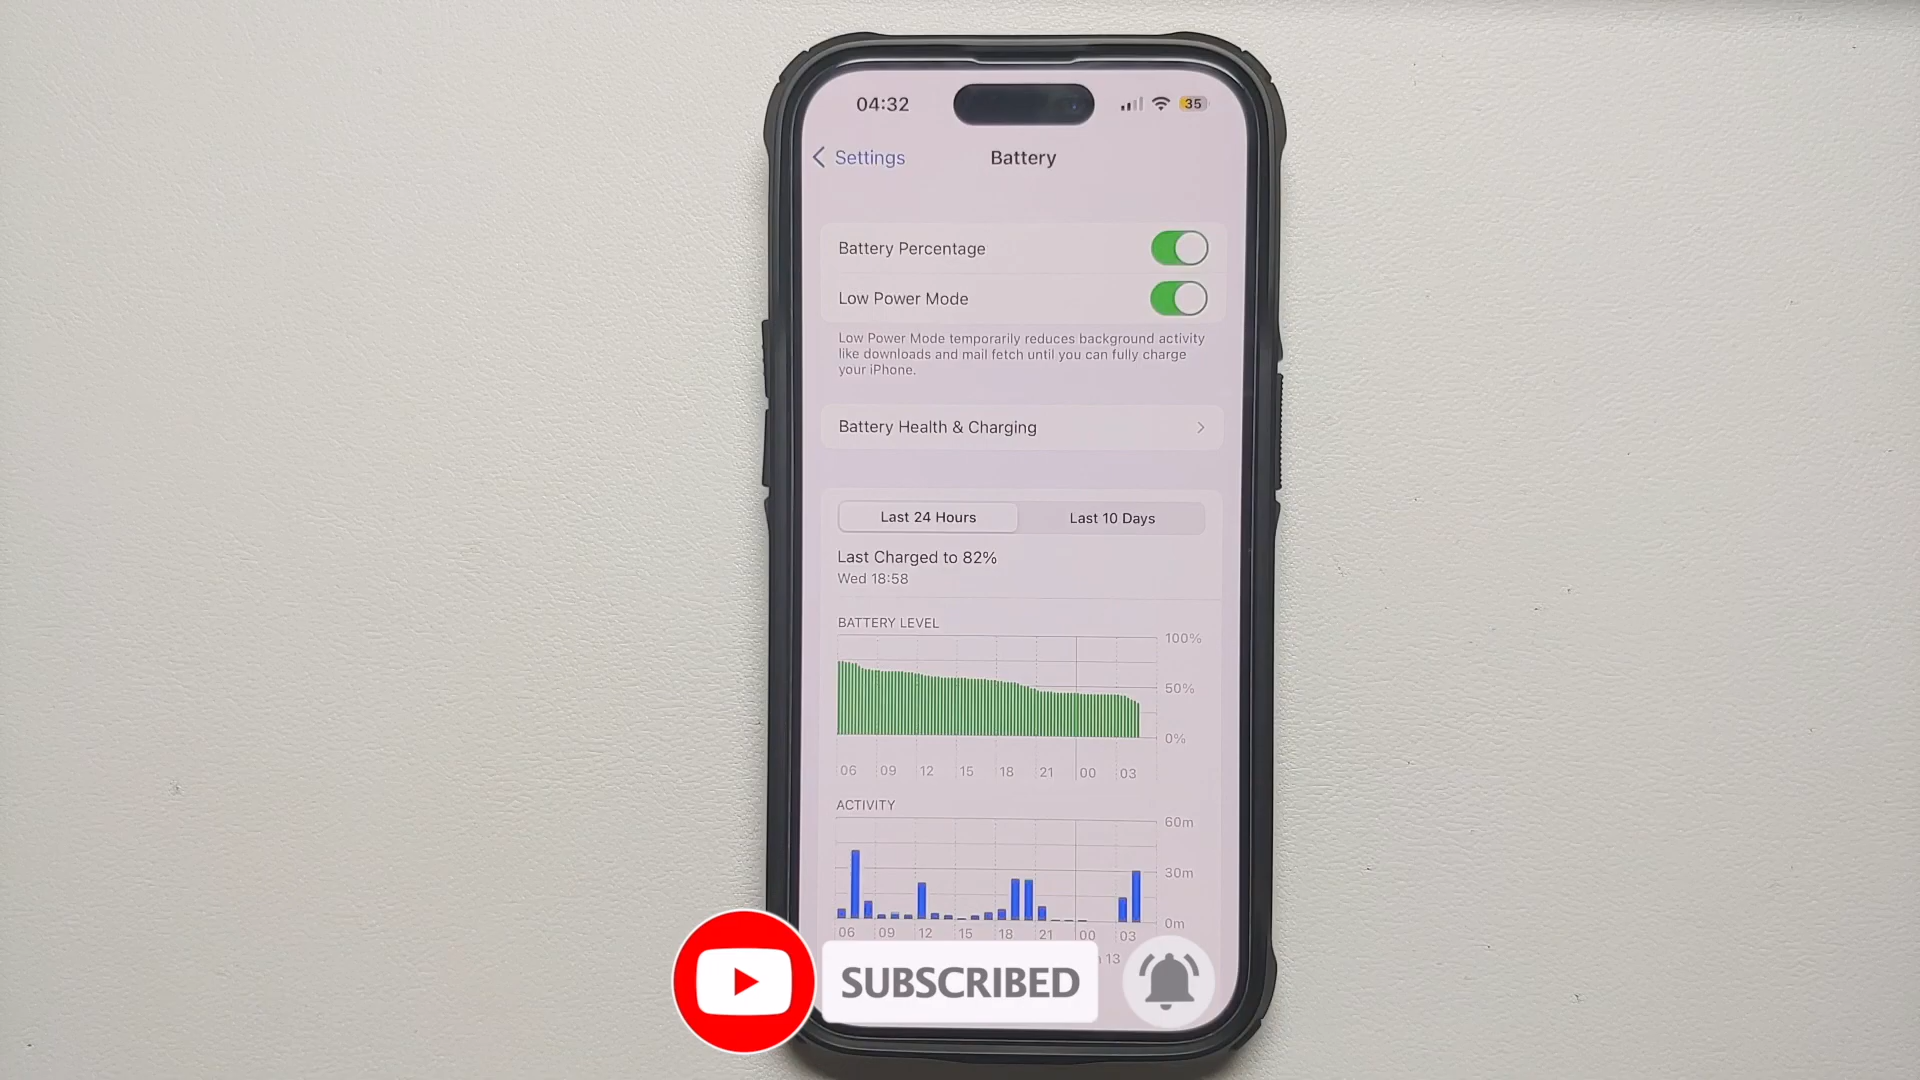 04:32
35
Settings
Battery
Battery Percentage
Low Power Mode
Low Power Mode temporarily reduces background activity
like downloads and mail fetch until you can fully charge
your iPhone.
Battery Health & Charging
Last 24 Hours
Last 10 Days
Last Charged to 82%
Wed 18:58
BATTERY LEVEL
100%
50%
0%
06 09 12 15 18 21 00 03
ACTIVITY
60m
30m
0m
06 09 12 15 18 21 00 03
13
SUBSCRIBED